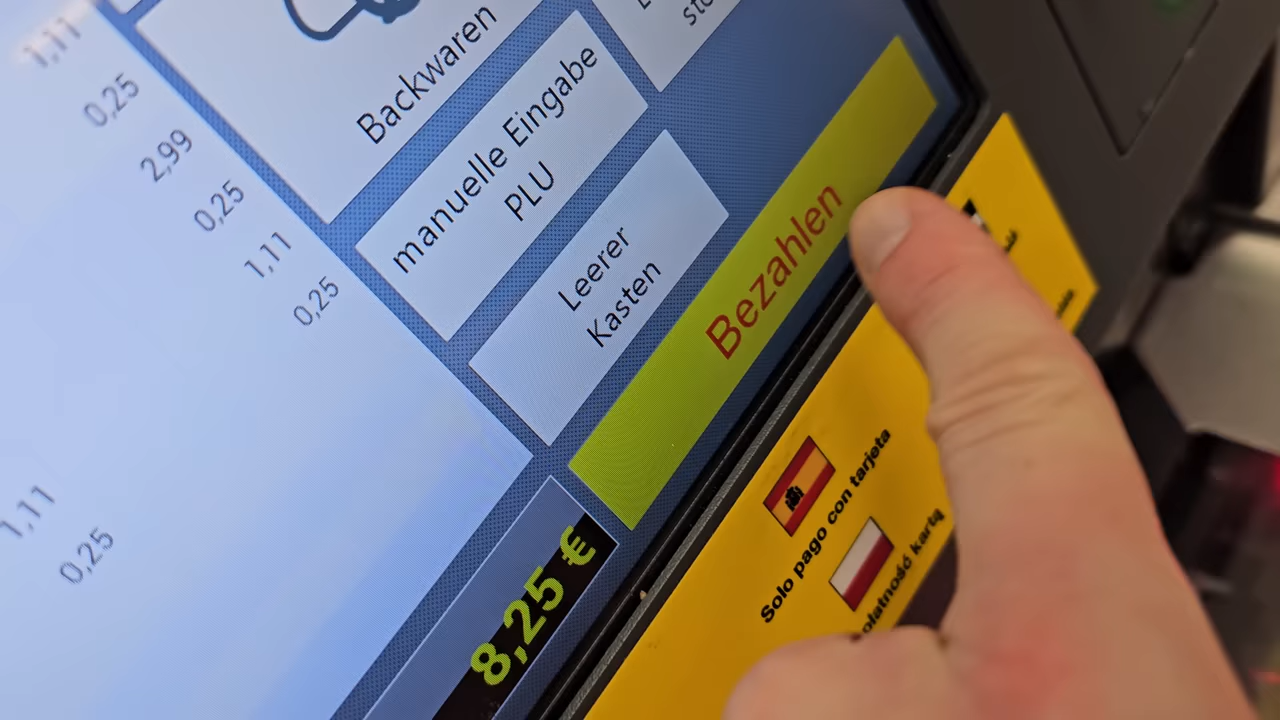 1,11
0,25
2,99
0,25
1,11
0,25
1,11
0,25
Backwaren
manuelle Eingabe
PLU
Leerer
Kasten
Bezahlen
8,25 €
Solo pago con tarjeta
kartą